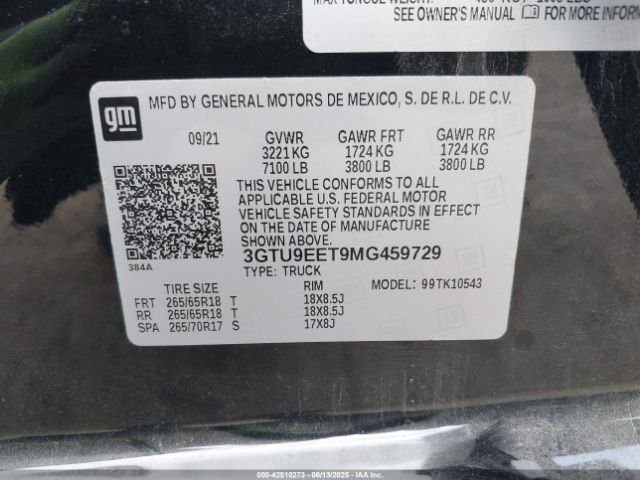 SEE OWNER'S MANUAL FOR MORE
gm
MFD BY GENERAL MOTORS DE MEXICO, S. DE R.L. DE C.V.
09/21 GVWR GAWR FRT GAWR RR
3221 KG 1724 KG 1724 KG
7100 LB 3800 LB 3800 LB
THIS VEHICLE CONFORMS TO ALL
APPLICABLE U.S. FEDERAL MOTOR
VEHICLE SAFETY STANDARDS IN EFFECT
ON THE DATE OF MANUFACTURE
SHOWN ABOVE.
384A
3GTU9EET9MG459729
TYPE: TRUCK MODEL: 99TK10543
TIRE SIZE RIM
FRT 265/65R18 T 18X8.5J
RR 265/65R18 T 18X8.5J
SPA 265/70R17 S 17X8J
000-42510273 - 06/13/2025 - IAAI.COM